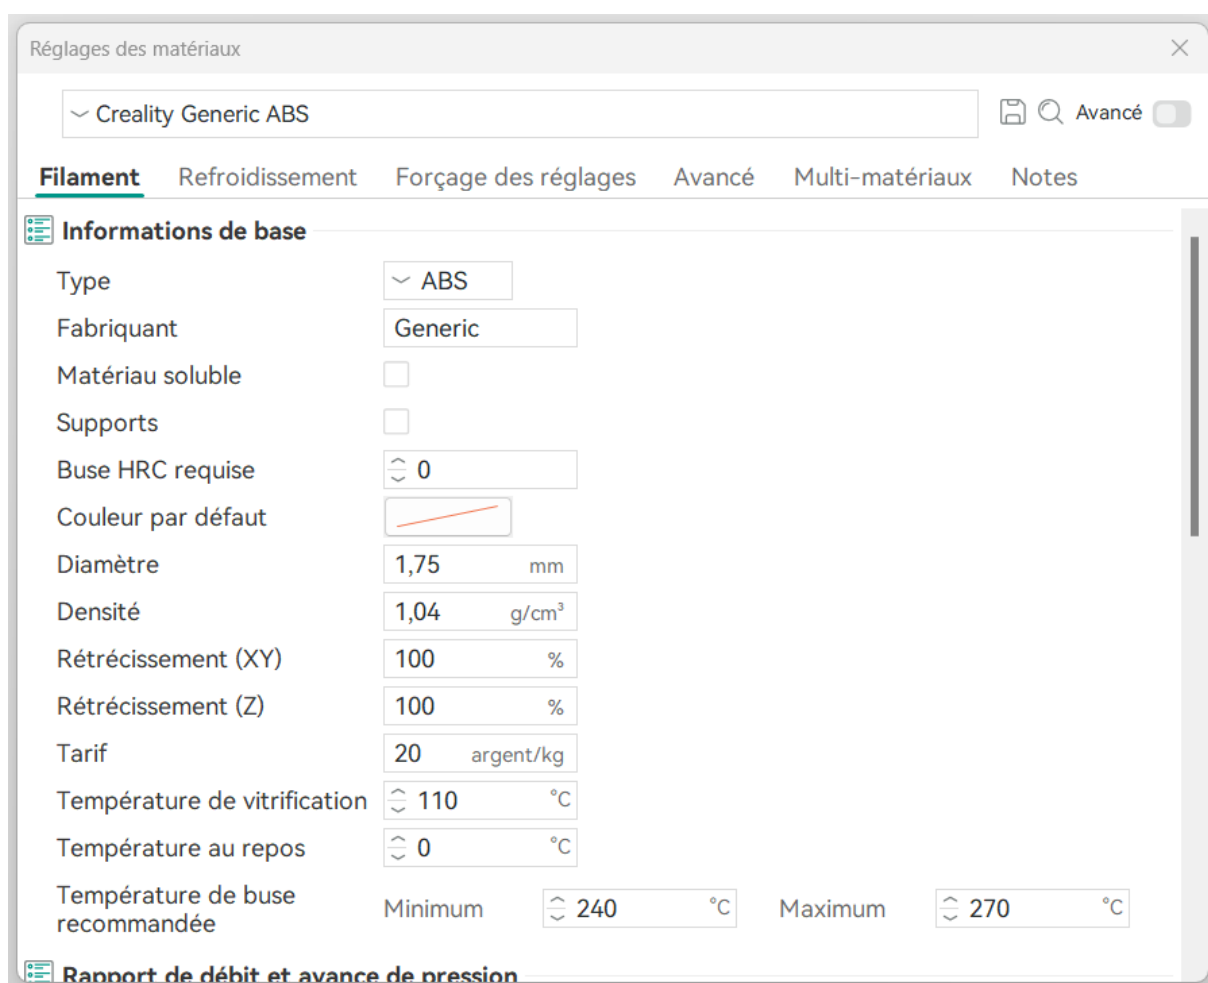 Réglages des matériaux
Creality Generic ABS
Avancé
Filament Refroidissement Forçage des réglages Avancé Multi-matériaux Notes
Informations de base
Type ABS
Fabriquant Generic
Matériau soluble
Supports
Buse HRC requise 0
Couleur par défaut
Diamètre 1,75 mm
Densité 1,04 g/cm³
Rétrécissement (XY) 100 %
Rétrécissement (Z) 100 %
Tarif 20 argent/kg
Température de vitrification 110 °C
Température au repos 0 °C
Température de buse
recommandée Minimum 240 °C Maximum 270 °C
Rapport de débit et avance de pression